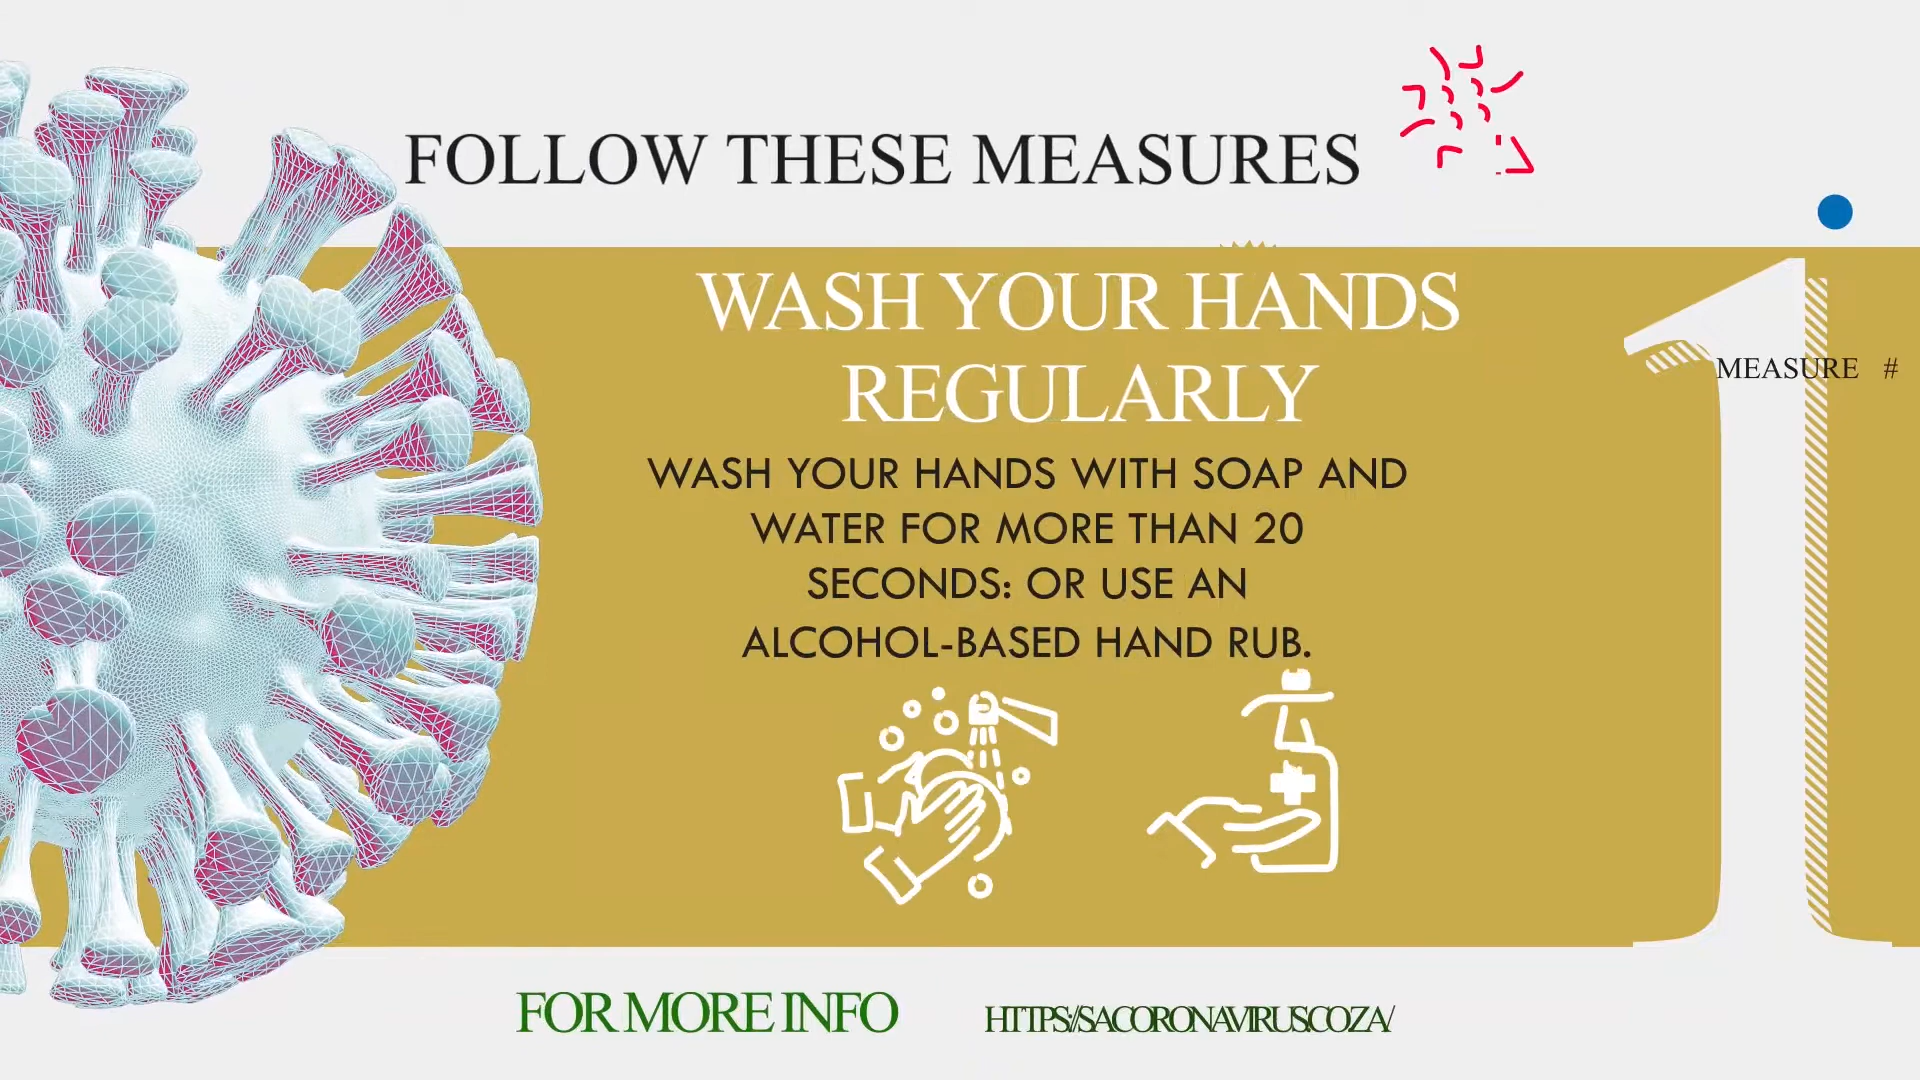 FOLLOW THESE MEASURES
WASH YOUR HANDS
REGULARLY
MEASURE #
1
WASH YOUR HANDS WITH SOAP AND
WATER FOR MORE THAN 20
SECONDS: OR USE AN
ALCOHOL-BASED HAND RUB.
FOR MORE INFO
HTTPS://SACORONAVIRUS.CO.ZA/